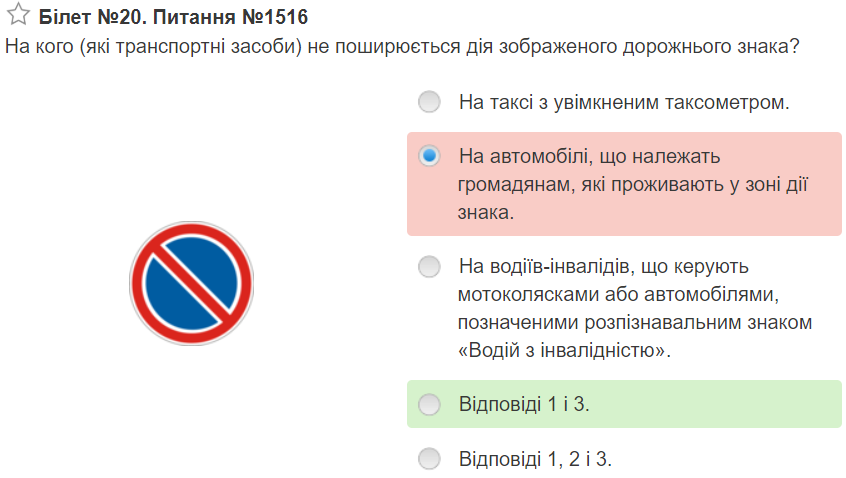 Білет №20. Питання №1516
На кого (які транспортні засоби) не поширюється дія зображеного дорожнього знака?
На таксі з увімкненим таксометром.
На автомобілі, що належать
громадянам, які проживають у зоні дії
знака.
На водіїв-інвалідів, що керують
мотоколясками або автомобілями,
позначеними розпізнавальним знаком
«Водій з інвалідністю».
Відповіді 1 і 3.
Відповіді 1, 2 і 3.